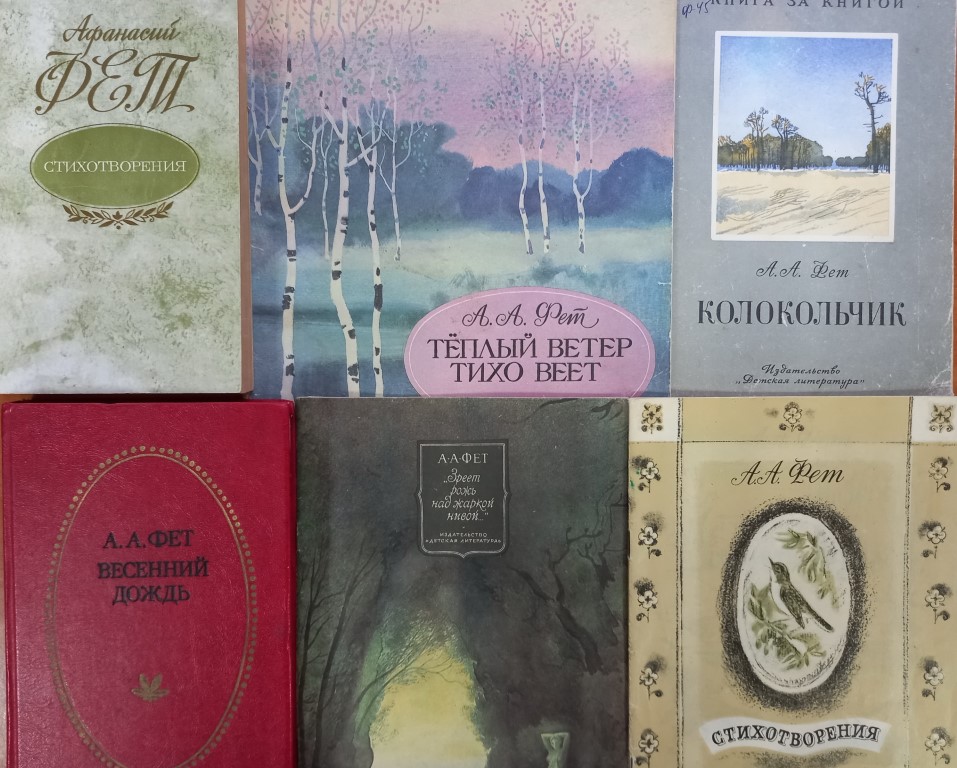 Афанасий
ФЕТ
СТИХОТВОРЕНИЯ
А. А. Фет
ТЁПЛЫЙ ВЕТЕР
ТИХО ВЕЕТ
ф.45
КНИГА ЗА КНИГОЙ
А. А. Фет
КОЛОКОЛЬЧИК
Издательство
„Детская литература"
А. А. ФЕТ
ВЕСЕННИЙ
ДОЖДЬ
А·А·ФЕТ
„Зреет
рожь
над жаркой
нивой..."
ИЗДАТЕЛЬСТВО
«ДЕТСКАЯ ЛИТЕРАТУРА»
А.А. Фет
СТИХОТВОРЕНИЯ